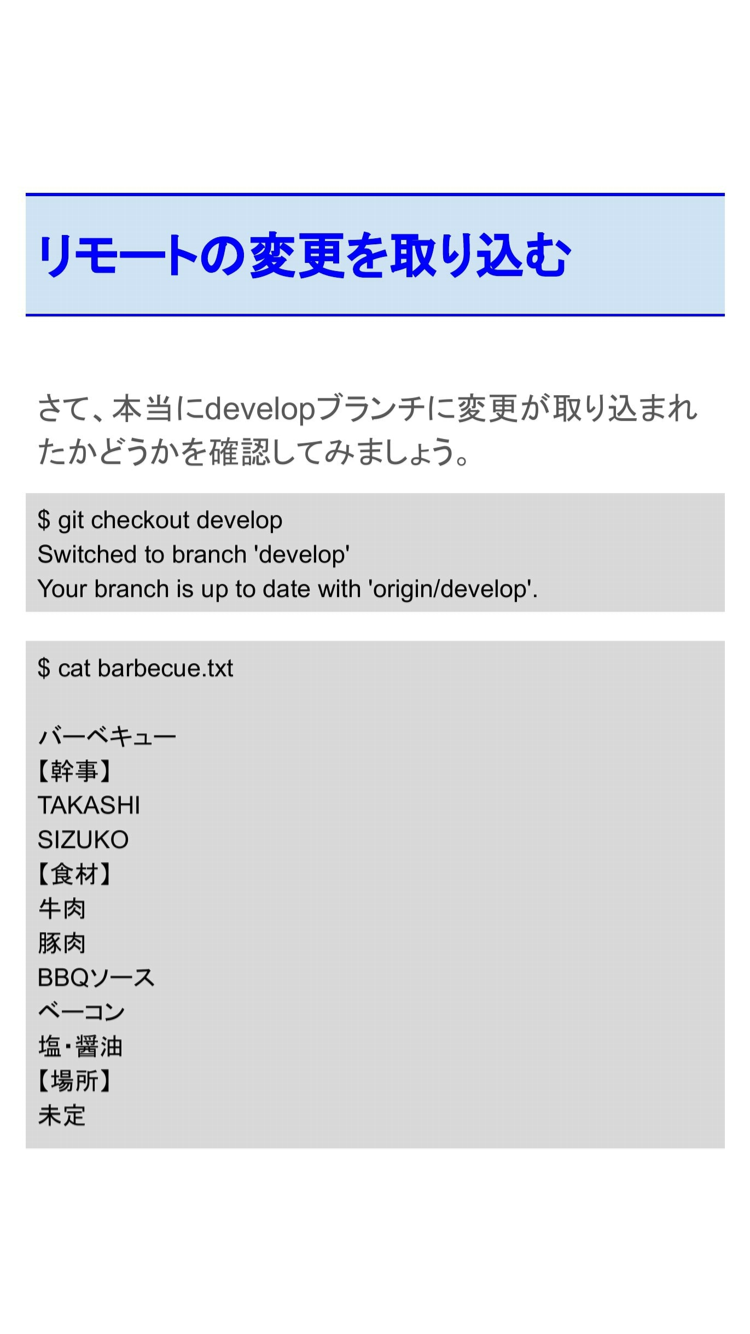 リモートの変更を取り込む
さて、本当にdevelopブランチに変更が取り込まれ
たかどうかを確認してみましょう。
$ git checkout develop
Switched to branch 'develop'
Your branch is up to date with 'origin/develop'.
$ cat barbecue.txt
バーベキュー
【幹事】
TAKASHI
SIZUKO
【食材】
牛肉
豚肉
BBQソース
ベーコン
塩・醤油
【場所】
未定